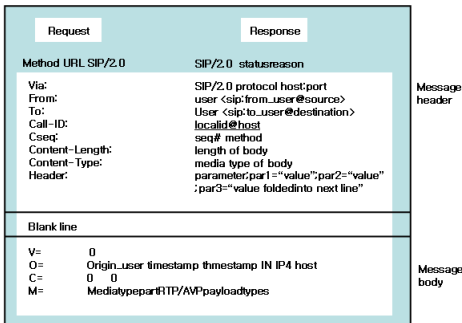 Request Response
Method URL SIP/2.0 SIP/2.0 statusreason
Via: SIP/2.0 protocol host:port
From: user <sip:from_user@source>
To: User <sip:to_user@destination>
Call-ID: localid@host
Cseq: seq# method
Content-Length: length of body
Content-Type: media type of body
Header: parameter;par1="value";par2="value"
;par3="value foldedinto next line"
Message
header
Blank line
V= 0
O= Origin_user timestamp thmestamp IN IP4 host
C= 0 0
M= MediatypepartRTP/AVPpayloadtypes
Message
body